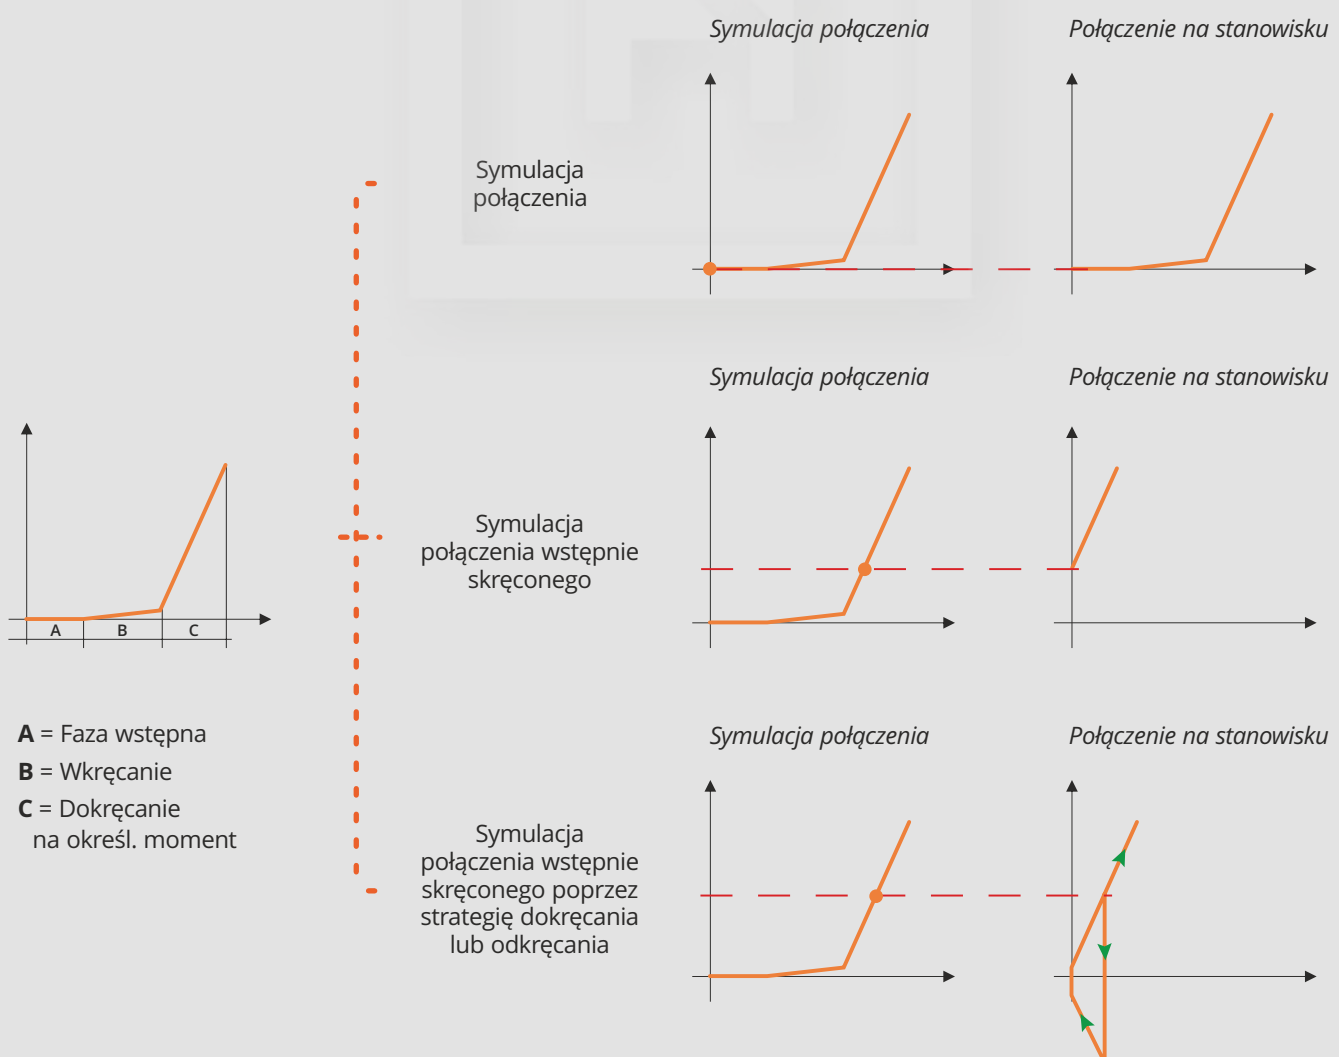 Symulacja połączenia
Połączenie na stanowisku
Symulacja
połączenia
Symulacja połączenia
Połączenie na stanowisku
Symulacja
połączenia wstępnie
skręconego
A B C
A = Faza wstępna
B = Wkręcanie
C = Dokręcanie
na określ. moment
Symulacja połączenia
Połączenie na stanowisku
Symulacja
połączenia wstępnie
skręconego poprzez
strategię dokręcania
lub odkręcania